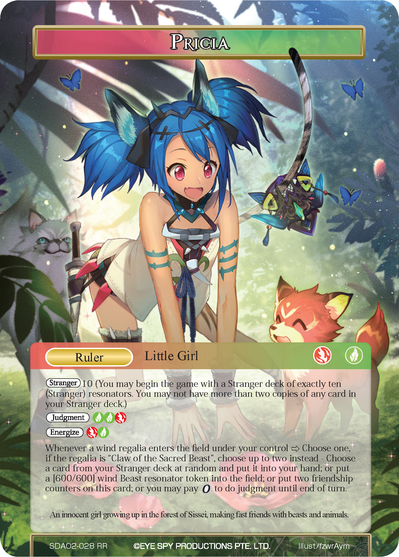 Pricia
Ruler
Little Girl
Stranger 10 (You may begin the game with a Stranger deck of exactly ten
(Stranger) resonators. You may not have more than two copies of any card in
your Stranger deck.)
Judgment
Energize
Whenever a wind regalia enters the field under your control ⇨ Choose one,
if the regalia is "Claw of the Sacred Beast", choose up to two instead Choose
a card from your Stranger deck at random and put it into your hand; or put
a [600/600] wind Beast resonator token into the field; or put two friendship
counters on this card; or you may pay 0 to do judgment until end of turn.
An innocent girl growing up in the forest of Sissei, making fast friends with beasts and animals.
SDAO2-028 RR
©EYE SPY PRODUCTIONS PTE. LTD.
Illust/fzwrAym